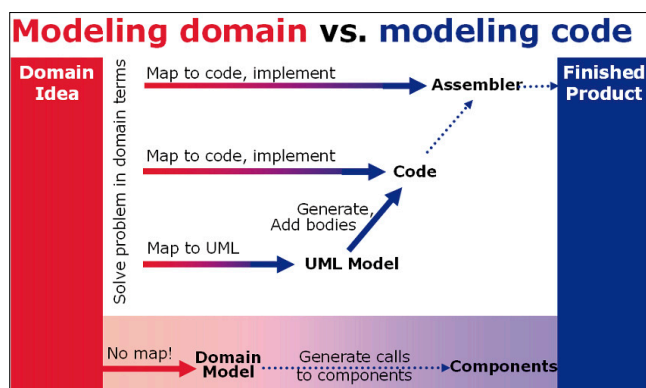 Modeling domain vs. modeling code
Domain
Idea
Solve problem in domain terms
Map to code, implement
Assembler
Finished
Product
Map to code, implement
Code
Generate,
Add bodies
Map to UML
UML Model
No map!
Domain
Model
Generate calls
to components
Components